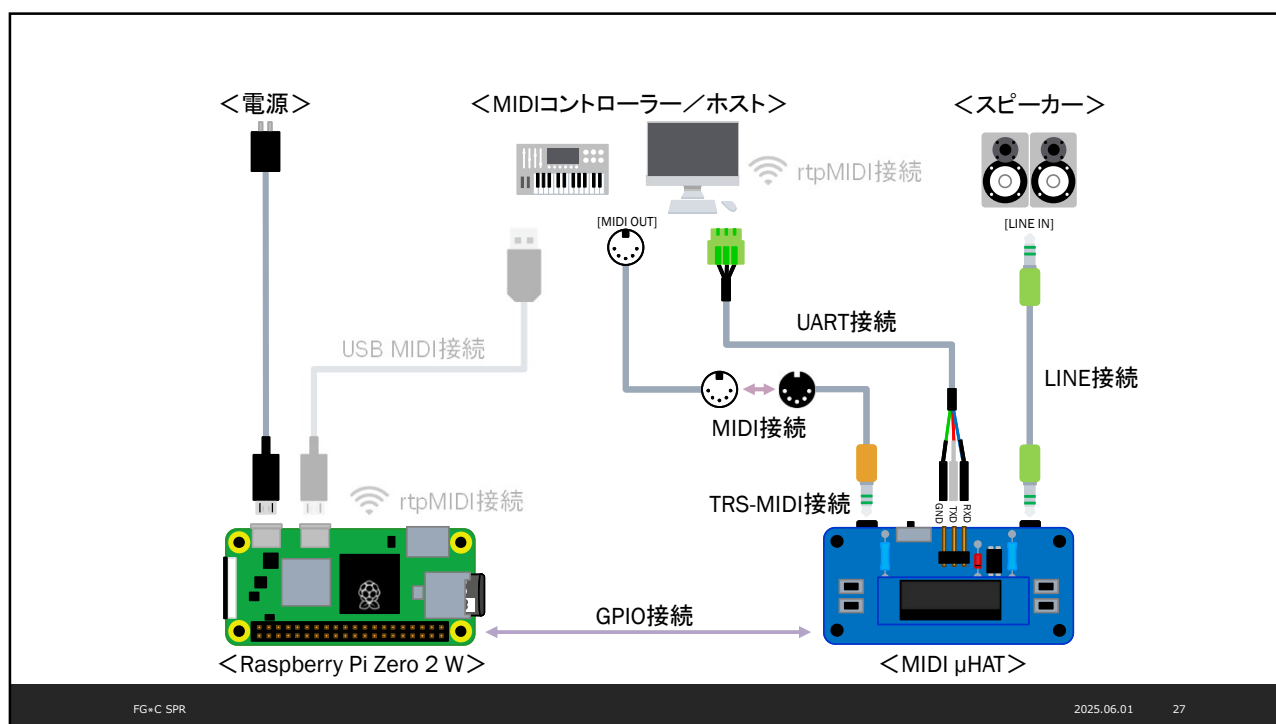 ＜電源＞
＜MIDIコントローラー／ホスト＞
＜スピーカー＞
rtpMIDI接続
[MIDI OUT]
[LINE IN]
UART接続
USB MIDI接続
LINE接続
MIDI接続
rtpMIDI接続
TRS-MIDI接続
GND
TXD
RXD
GPIO接続
＜Raspberry Pi Zero 2 W＞
＜MIDI μHAT＞
FG*C SPR
2025.06.01
27